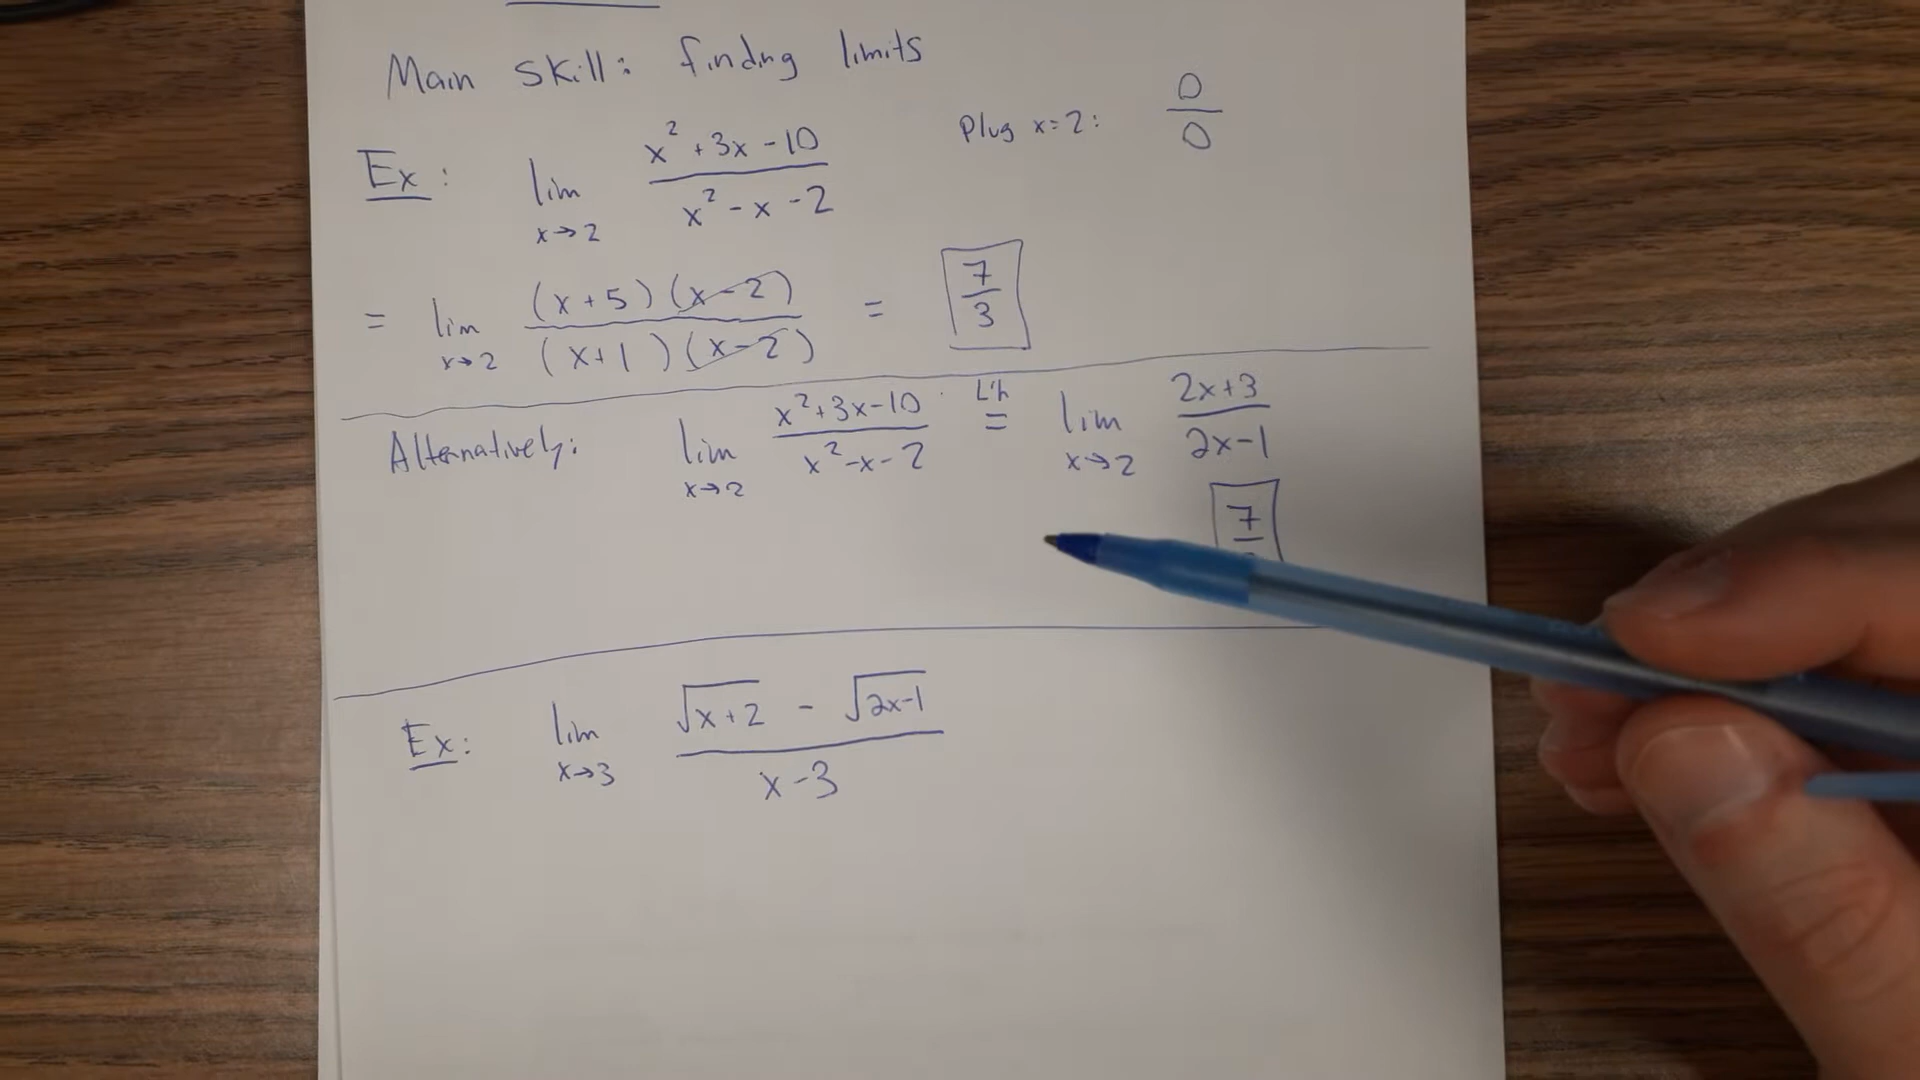 Main skill: finding limits
Plug x=2: 0/0
Ex: lim x→2 (x²+3x-10)/(x²-x-2)
= lim x→2 ((x+5)(x-2))/((x+1)(x-2)) = 7/3
Alternatively: lim x→2 (x²+3x-10)/(x²-x-2) L'H = lim x→2 (2x+3)/(2x-1)
7
Ex: lim x→3 (√x+2 - √2x-1)/(x-3)